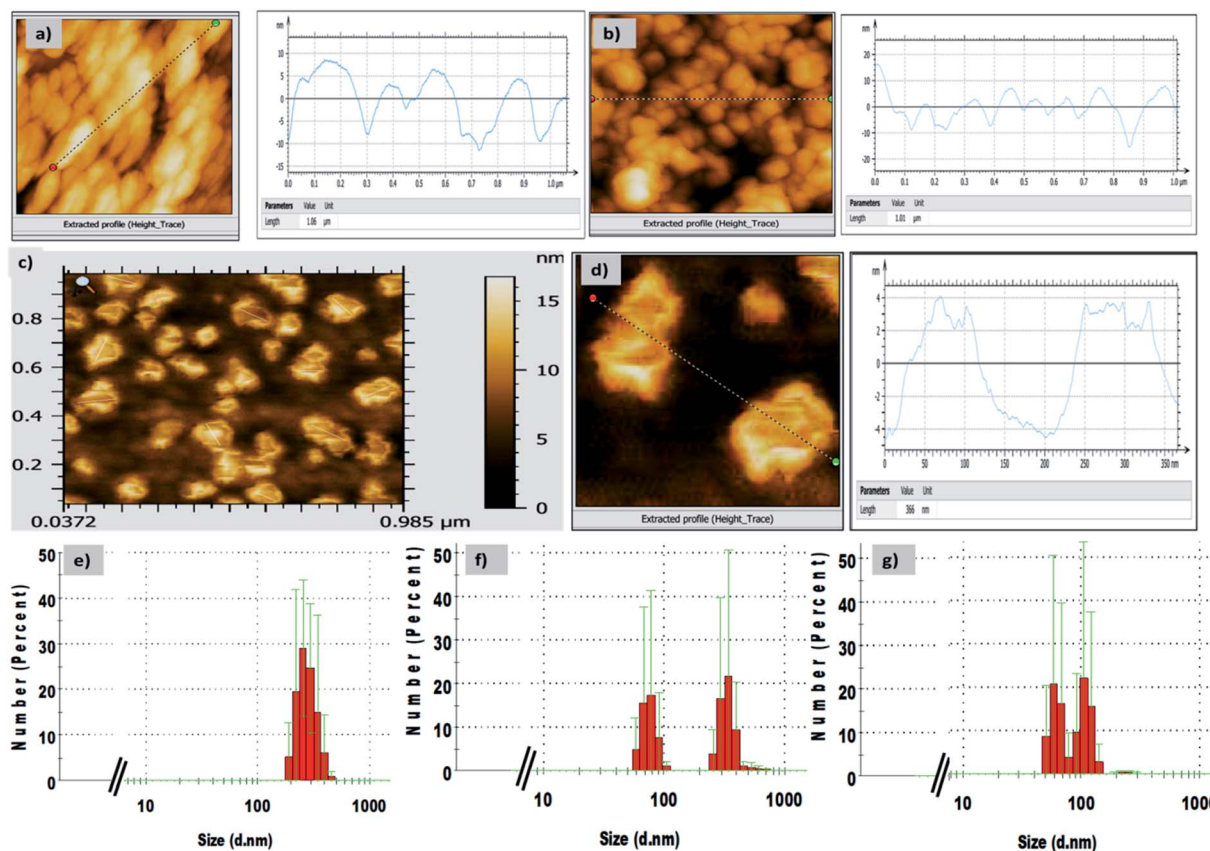 a)
nm
10
5
0
-5
-10
-15
0.0 0.1 0.2 0.3 0.4 0.5 0.6 0.7 0.8 0.9 1.0 µm
Parameters Value Unit
Length 1.06 µm
Extracted profile (Height_Trace)
b)
nm
20
10
0
-10
-20
0.0 0.1 0.2 0.3 0.4 0.5 0.6 0.7 0.8 0.9 1.0 µm
Parameters Value Unit
Length 1.01 µm
Extracted profile (Height_Trace)
c)
0.8
0.6
0.4
0.2
0.0372 0.985 µm
nm
15
10
5
0
d)
Extracted profile (Height_Trace)
nm
4
2
0
-2
-4
0 50 100 150 200 250 300 350 nm
Parameters Value Unit
Length 366 nm
e)
Number (Percent)
50
40
30
20
10
0
10 100 1000
Size (d.nm)
f)
Number (Percent)
50
40
30
20
10
0
10 100 1000
Size (d.nm)
g)
Number (Percent)
50
40
30
20
10
0
10 100 1000
Size (d.nm)